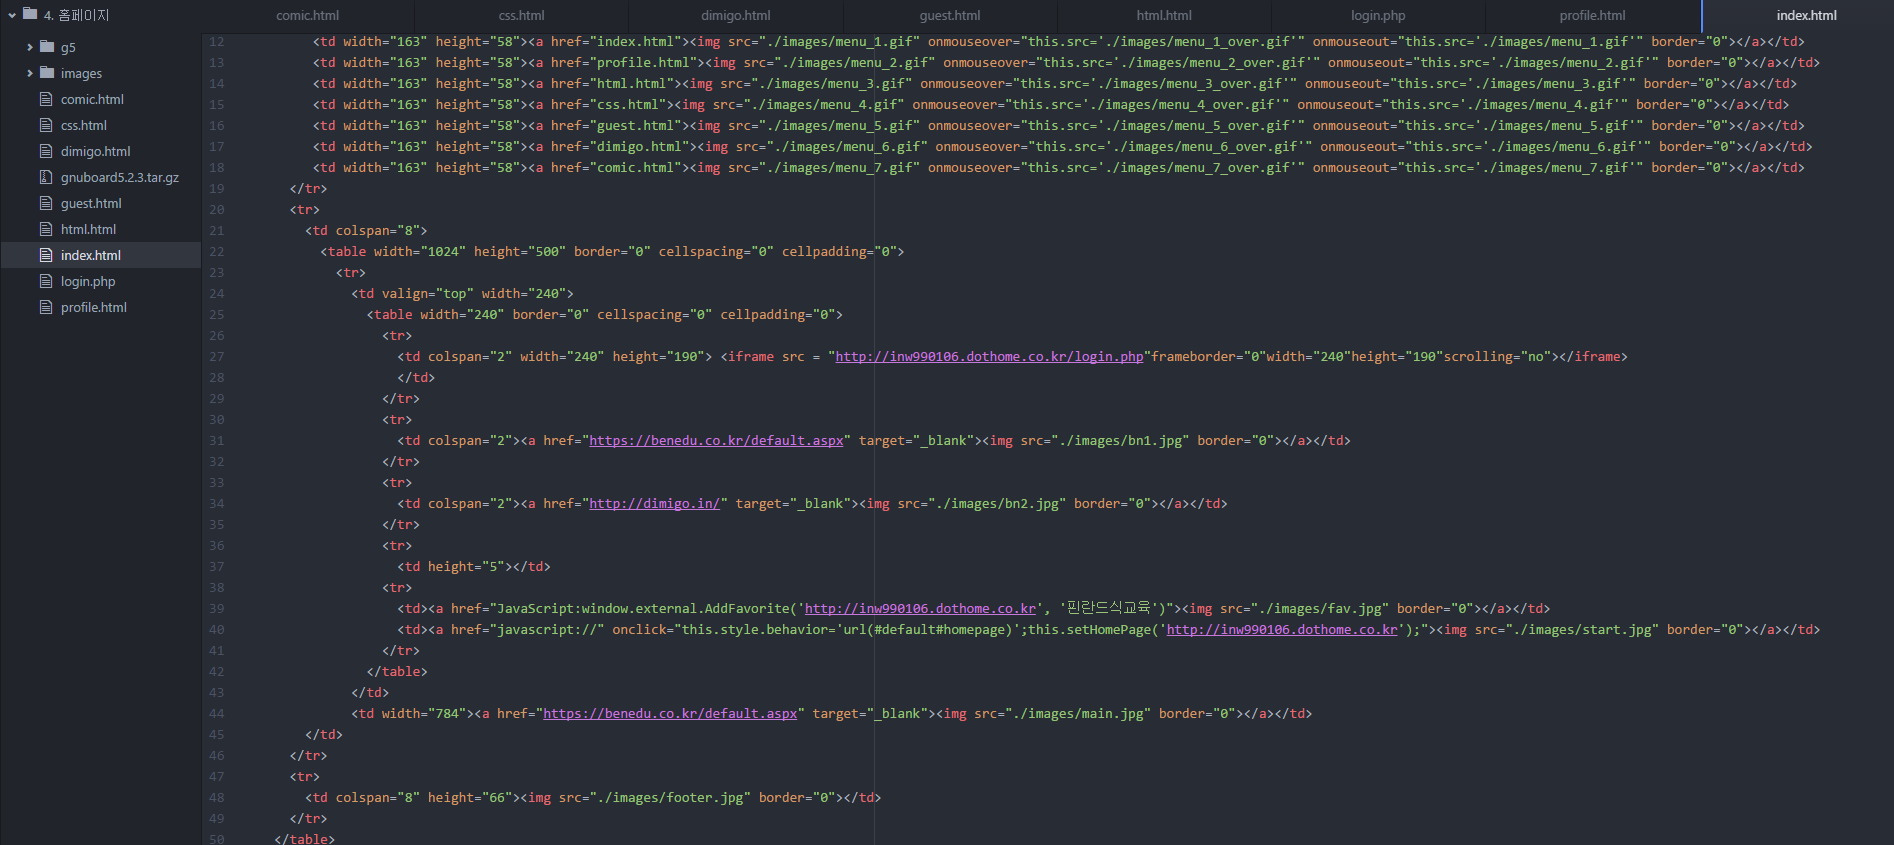 4. 홈페이지
g5
images
comic.html
css.html
dimigo.html
gnuboard5.2.3.tar.gz
guest.html
html.html
index.html
login.php
profile.html
comic.html css.html dimigo.html guest.html html.html login.php profile.html index.html
12 <td width="163" height="58"><a href="index.html"><img src="./images/menu_1.gif" onmouseover="this.src='./images/menu_1_over.gif'" onmouseout="this.src='./images/menu_1.gif'" border="0"></a></td>
13 <td width="163" height="58"><a href="profile.html"><img src="./images/menu_2.gif" onmouseover="this.src='./images/menu_2_over.gif'" onmouseout="this.src='./images/menu_2.gif'" border="0"></a></td>
14 <td width="163" height="58"><a href="html.html"><img src="./images/menu_3.gif" onmouseover="this.src='./images/menu_3_over.gif'" onmouseout="this.src='./images/menu_3.gif'" border="0"></a></td>
15 <td width="163" height="58"><a href="css.html"><img src="./images/menu_4.gif" onmouseover="this.src='./images/menu_4_over.gif'" onmouseout="this.src='./images/menu_4.gif'" border="0"></a></td>
16 <td width="163" height="58"><a href="guest.html"><img src="./images/menu_5.gif" onmouseover="this.src='./images/menu_5_over.gif'" onmouseout="this.src='./images/menu_5.gif'" border="0"></a></td>
17 <td width="163" height="58"><a href="dimigo.html"><img src="./images/menu_6.gif" onmouseover="this.src='./images/menu_6_over.gif'" onmouseout="this.src='./images/menu_6.gif'" border="0"></a></td>
18 <td width="163" height="58"><a href="comic.html"><img src="./images/menu_7.gif" onmouseover="this.src='./images/menu_7_over.gif'" onmouseout="this.src='./images/menu_7.gif'" border="0"></a></td>
19 </tr>
20 <tr>
21 <td colspan="8">
22 <table width="1024" height="500" border="0" cellspacing="0" cellpadding="0">
23 <tr>
24 <td valign="top" width="240">
25 <table width="240" border="0" cellspacing="0" cellpadding="0">
26 <tr>
27 <td colspan="2" width="240" height="190"> <iframe src = "http://inw990106.dothome.co.kr/login.php"frameborder="0"width="240"height="190"scrolling="no"></iframe>
28 </td>
29 </tr>
30 <tr>
31 <td colspan="2"><a href="https://benedu.co.kr/default.aspx" target="_blank"><img src="./images/bn1.jpg" border="0"></a></td>
32 </tr>
33 <tr>
34 <td colspan="2"><a href="http://dimigo.in/" target="_blank"><img src="./images/bn2.jpg" border="0"></a></td>
35 </tr>
36 <tr>
37 <td height="5"></td>
38 <tr>
39 <td><a href="JavaScript:window.external.AddFavorite('http://inw990106.dothome.co.kr', '핀란드식교육')"><img src="./images/fav.jpg" border="0"></a></td>
40 <td><a href="javascript://" onclick="this.style.behavior='url(#default#homepage)';this.setHomePage('http://inw990106.dothome.co.kr');"><img src="./images/start.jpg" border="0"></a></td>
41 </tr>
42 </table>
43 </td>
44 <td width="784"><a href="https://benedu.co.kr/default.aspx" target="_blank"><img src="./images/main.jpg" border="0"></a></td>
45 </td>
46 </tr>
47 <tr>
48 <td colspan="8" height="66"><img src="./images/footer.jpg" border="0"></td>
49 </tr>
50 </table>